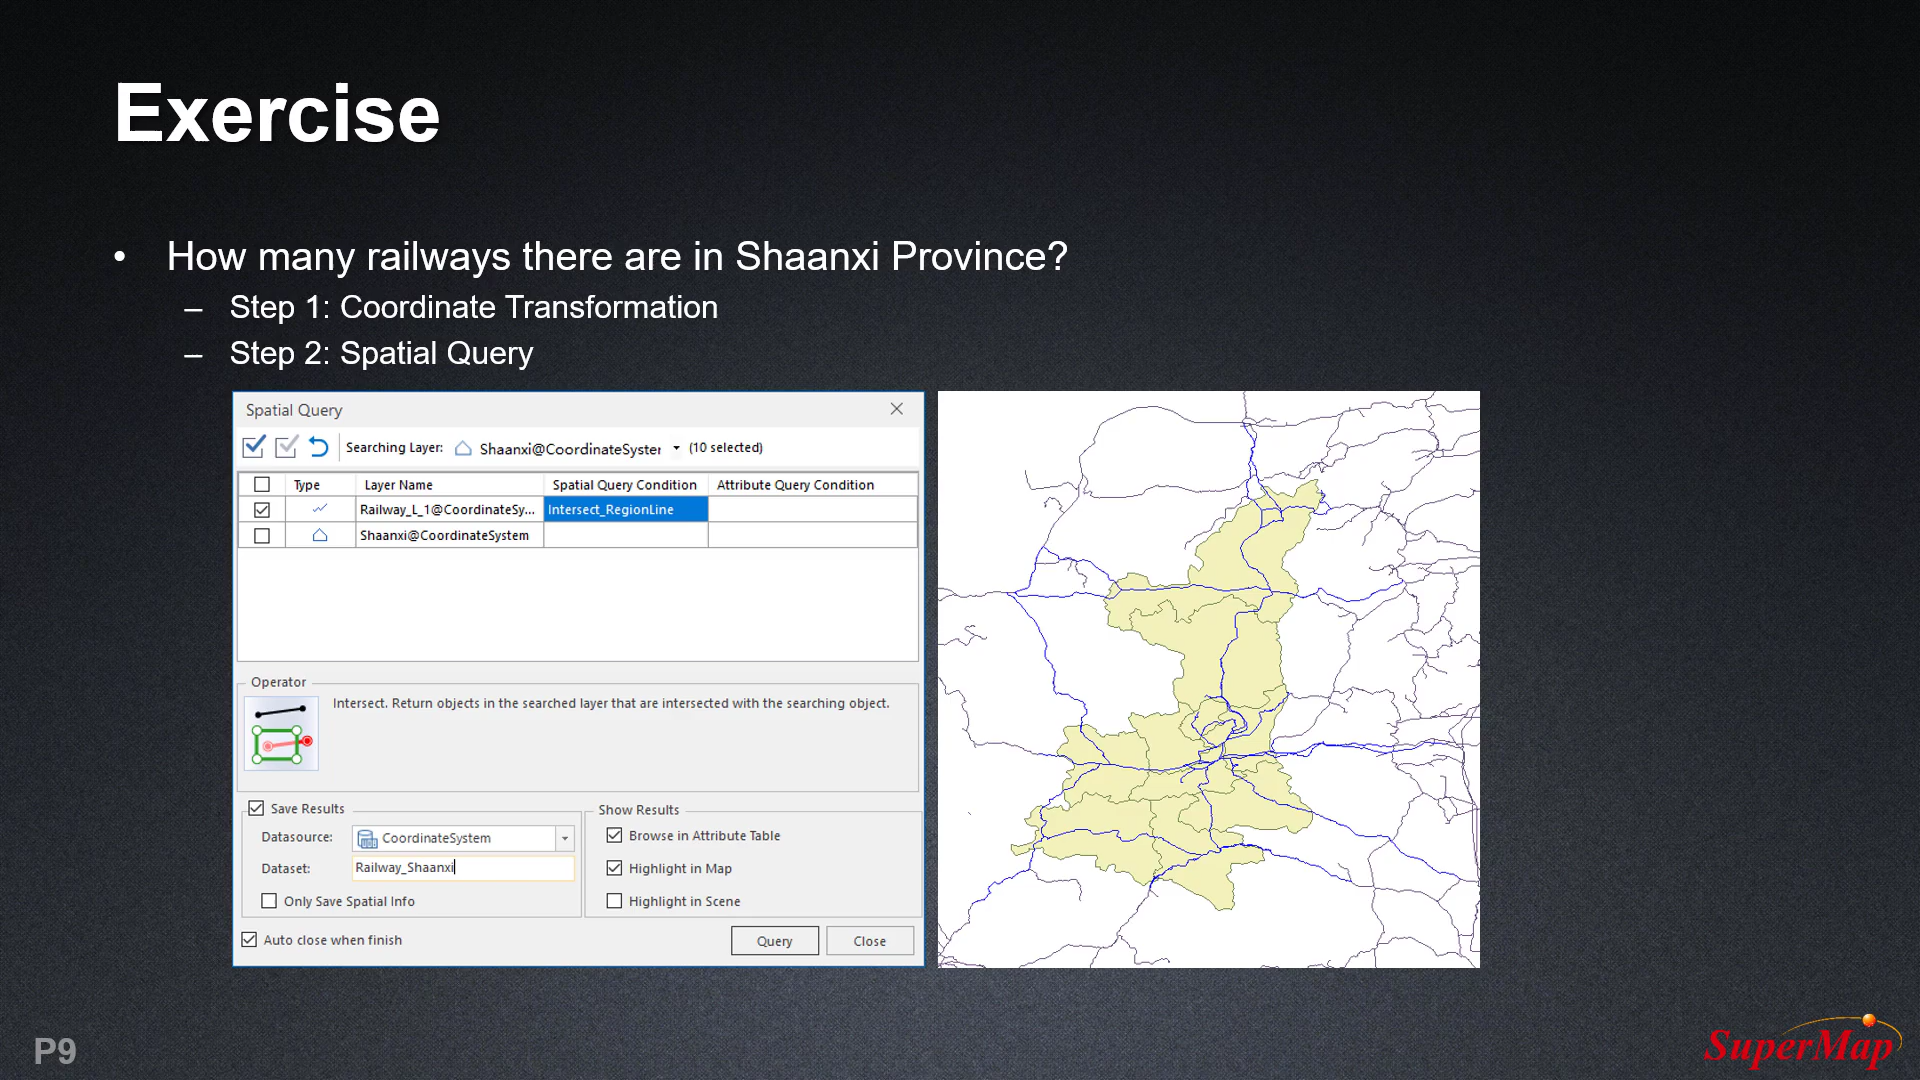 Exercise
• How many railways there are in Shaanxi Province?
– Step 1: Coordinate Transformation
– Step 2: Spatial Query
Spatial Query
Searching Layer: Shaanxi@CoordinateSyster (10 selected)
Type Layer Name Spatial Query Condition Attribute Query Condition
Railway_L_1@CoordinateSy... Intersect_RegionLine
Shaanxi@CoordinateSystem
Operator
Intersect. Return objects in the searched layer that are intersected with the searching object.
Save Results
Datasource: CoordinateSystem
Dataset: Railway_Shaanxi
Only Save Spatial Info
Show Results
Browse in Attribute Table
Highlight in Map
Highlight in Scene
Auto close when finish
Query Close
P9
SuperMap